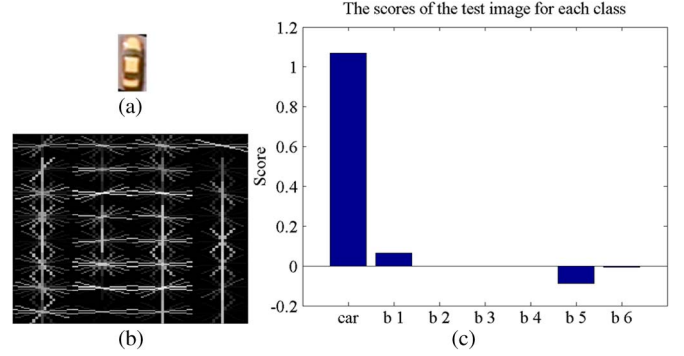 The scores of the test image for each class
(a)
(b)
Score
1.2
1
0.8
0.6
0.4
0.2
0
-0.2
car b 1 b 2 b 3 b 4 b 5 b 6
(c)